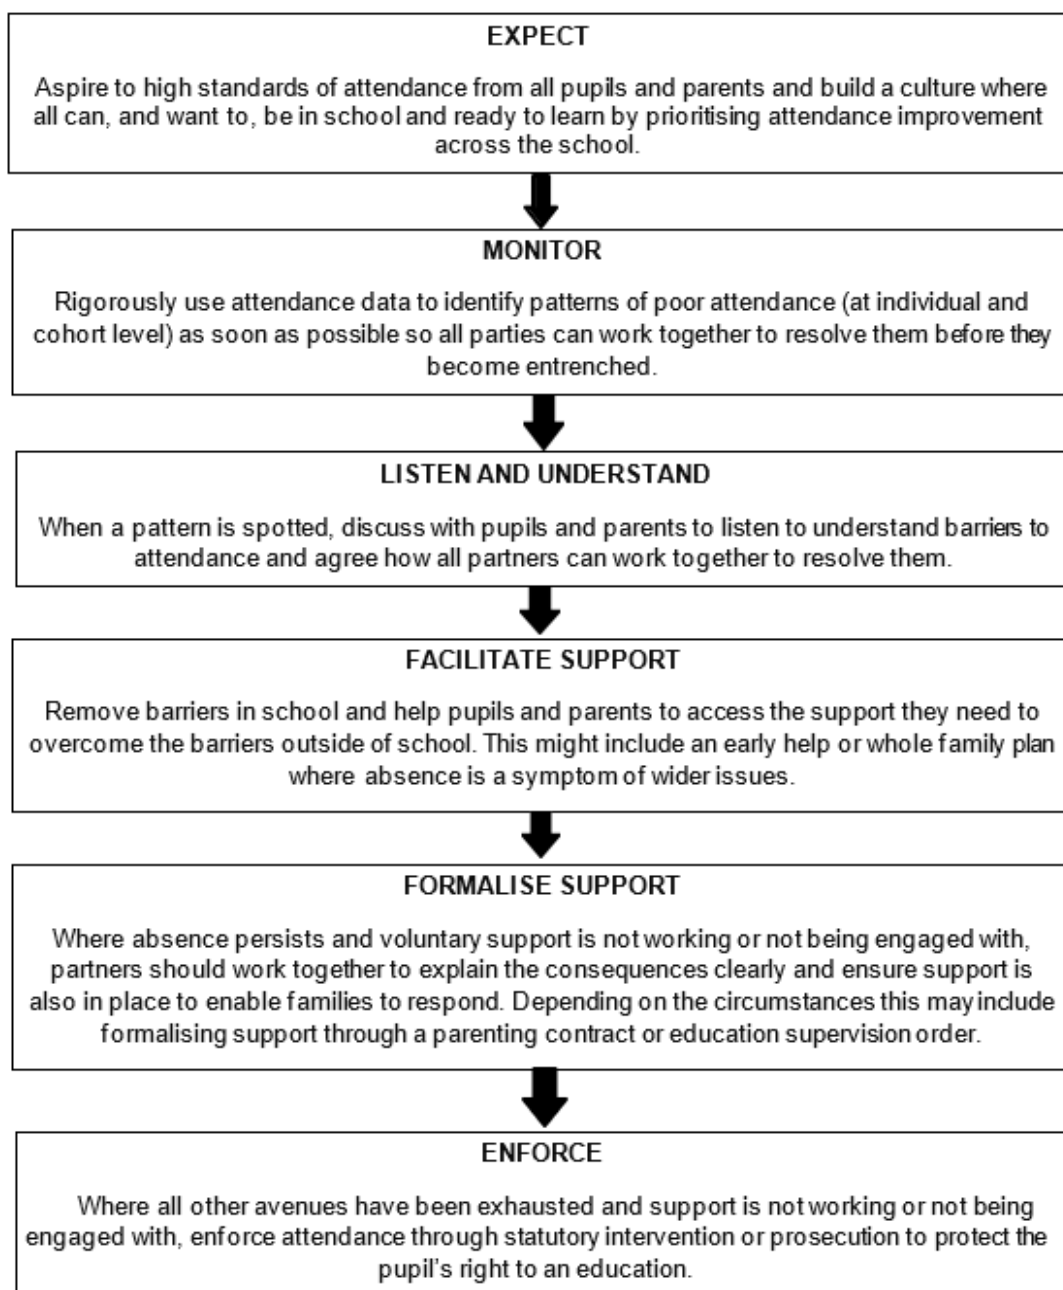 EXPECT
Aspire to high standards of attendance from all pupils and parents and build a culture where
all can, and want to, be in school and ready to learn by prioritising attendance improvement
across the school.
MONITOR
Rigorously use attendance data to identify patterns of poor attendance (at individual and
cohort level) as soon as possible so all parties can work together to resolve them before they
become entrenched.
LISTEN AND UNDERSTAND
When a pattern is spotted, discuss with pupils and parents to listen to understand barriers to
attendance and agree how all partners can work together to resolve them.
FACILITATE SUPPORT
Remove barriers in school and help pupils and parents to access the support they need to
overcome the barriers outside of school. This might include an early help or whole family plan
where absence is a symptom of wider issues.
FORMALISE SUPPORT
Where absence persists and voluntary support is not working or not being engaged with,
partners should work together to explain the consequences clearly and ensure support is
also in place to enable families to respond. Depending on the circumstances this may include
formalising support through a parenting contract or education supervision order.
ENFORCE
Where all other avenues have been exhausted and support is not working or not being
engaged with, enforce attendance through statutory intervention or prosecution to protect the
pupil's right to an education.